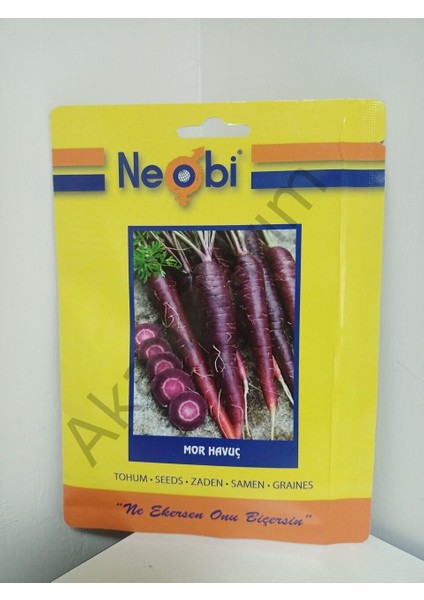 Neobi
MOR HAVUÇ
TOHUM • SEEDS • ZADEN • SAMEN • GRAINES
"Ne Ekersen Onu Biçersin"